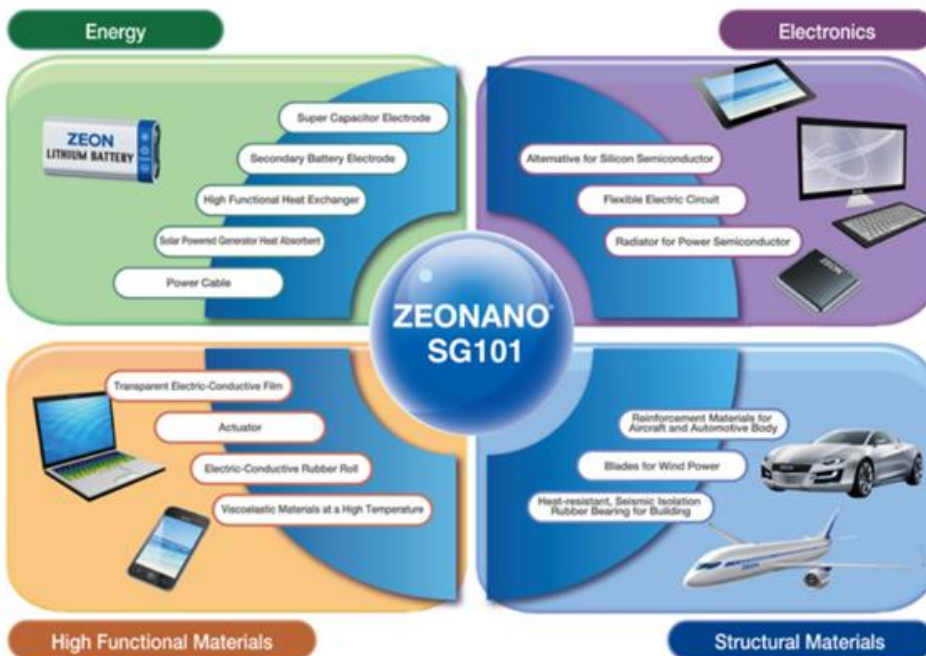 Energy
Electronics
ZEON
LITHIUM BATTERY
Super Capacitor Electrode
Secondary Battery Electrode
High Functional Heat Exchanger
Solar Powered Generator Heat Absorbent
Power Cable
Alternative for Silicon Semiconductor
Flexible Electric Circuit
Radiator for Power Semiconductor
ZEON
ZEONANO®
SG101
Transparent Electric-Conductive Film
Actuator
Electric-Conductive Rubber Roll
Viscoelastic Materials at a High Temperature
Reinforcement Materials for
Aircraft and Automotive Body
Blades for Wind Power
Heat-resistant, Seismic Isolation
Rubber Bearing for Building
ZEON
High Functional Materials
Structural Materials